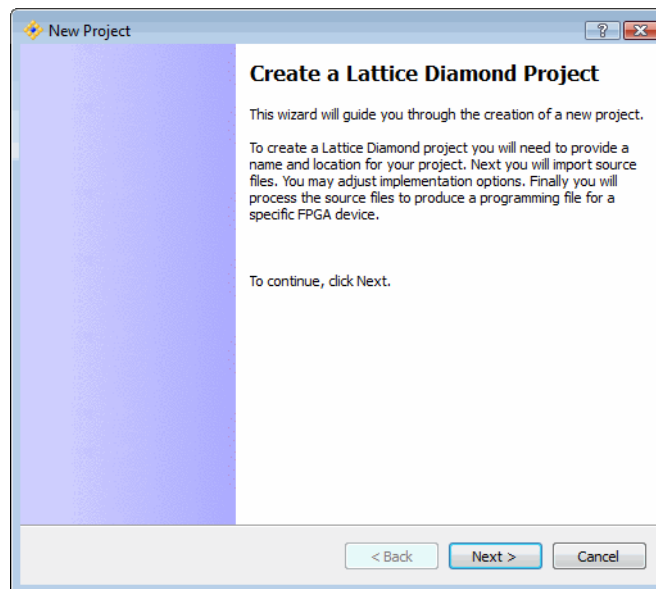 New Project
Create a Lattice Diamond Project
This wizard will guide you through the creation of a new project.
To create a Lattice Diamond project you will need to provide a
name and location for your project. Next you will import source
files. You may adjust implementation options. Finally you will
process the source files to produce a programming file for a
specific FPGA device.
To continue, click Next.
< Back
Next >
Cancel